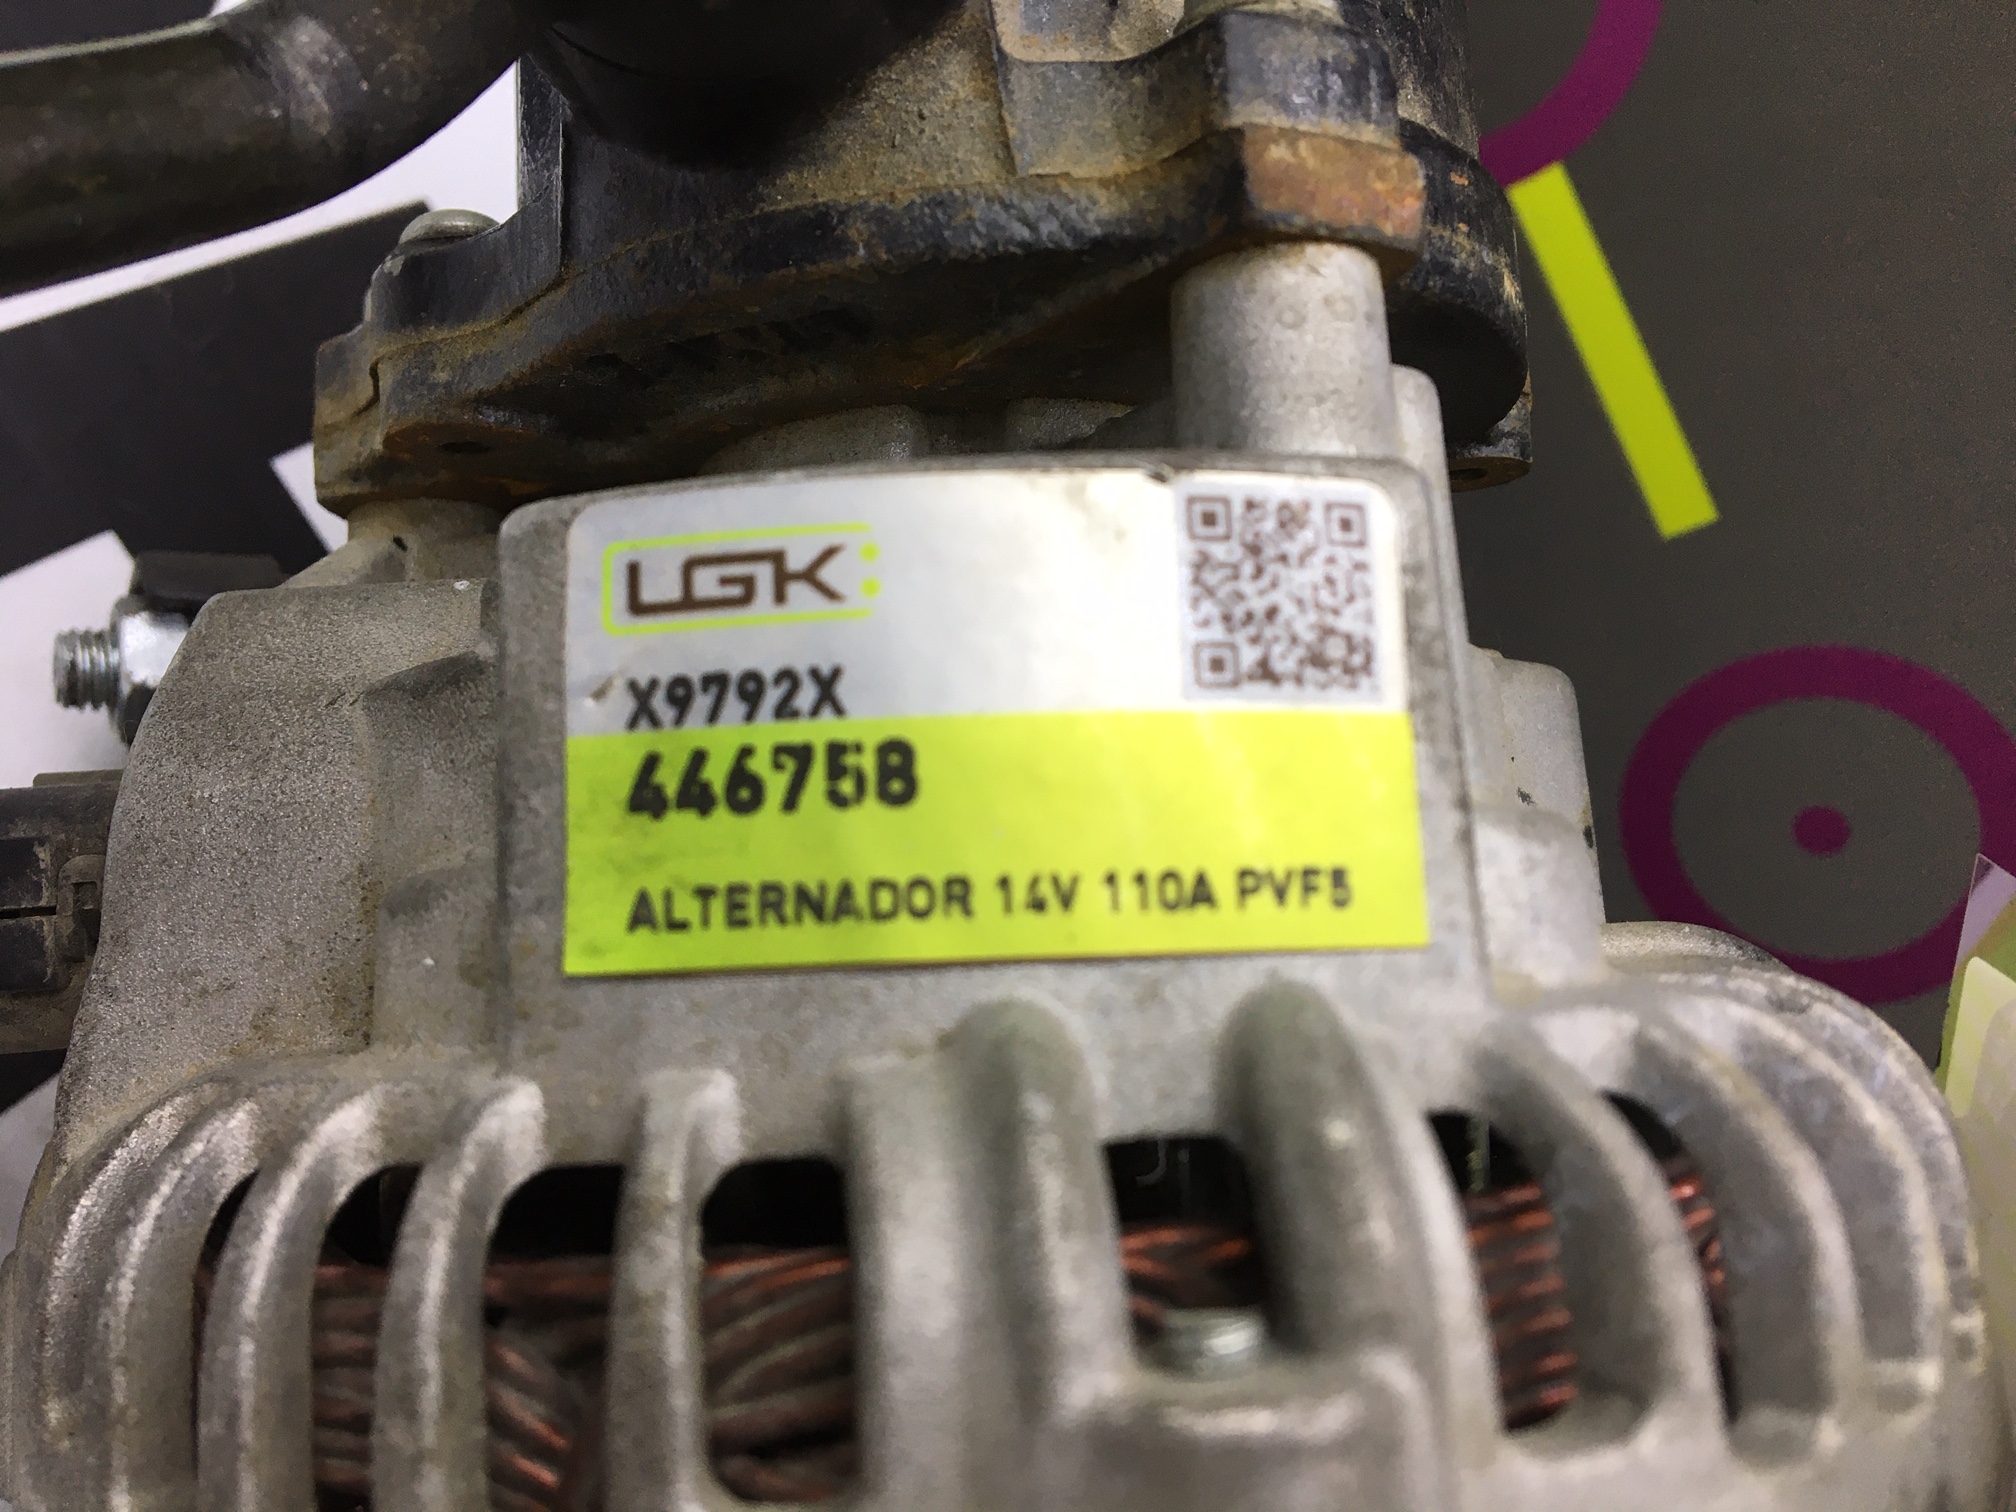 LGK:
X9792X
446758
ALTERNADOR 14V 110A PVF5